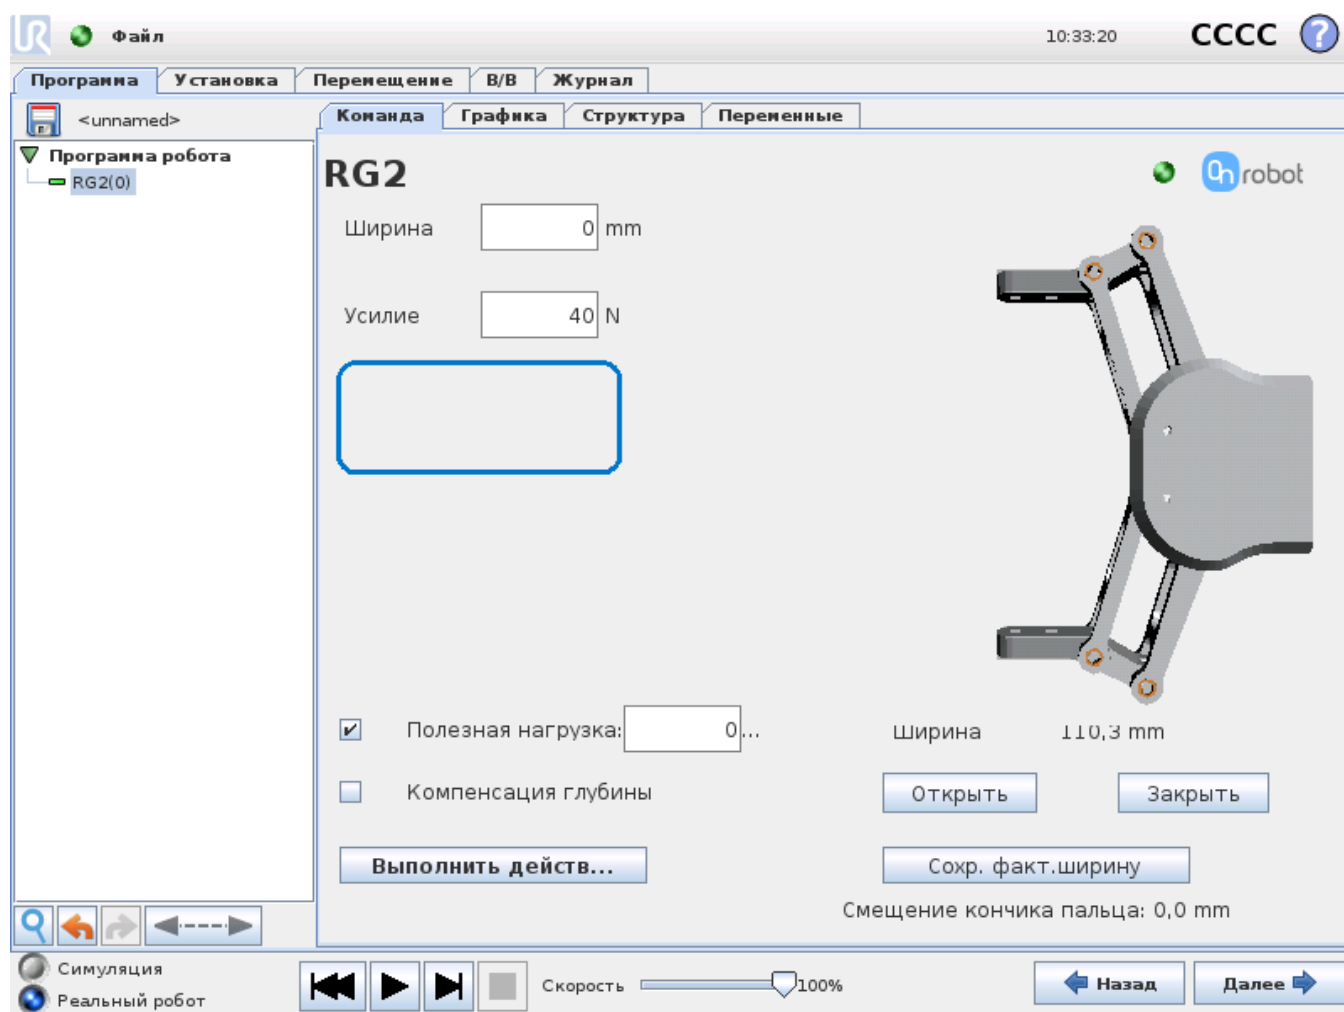 UR Файл 10:33:20 CCCC ?
Программа Установка Перемещение В/В Журнал
<unnamed> Команда Графика Структура Переменные
Программа робота
RG2(0)
RG2
On robot
Ширина 0 mm
Усилие 40 N
Полезная нагрузка: 0...
Ширина 110,3 mm
Компенсация глубины
Открыть Закрыть
Выполнить действ...
Сохр. факт.ширину
Смещение кончика пальца: 0,0 mm
Симуляция
Реальный робот
Скорость 100%
Назад Далее